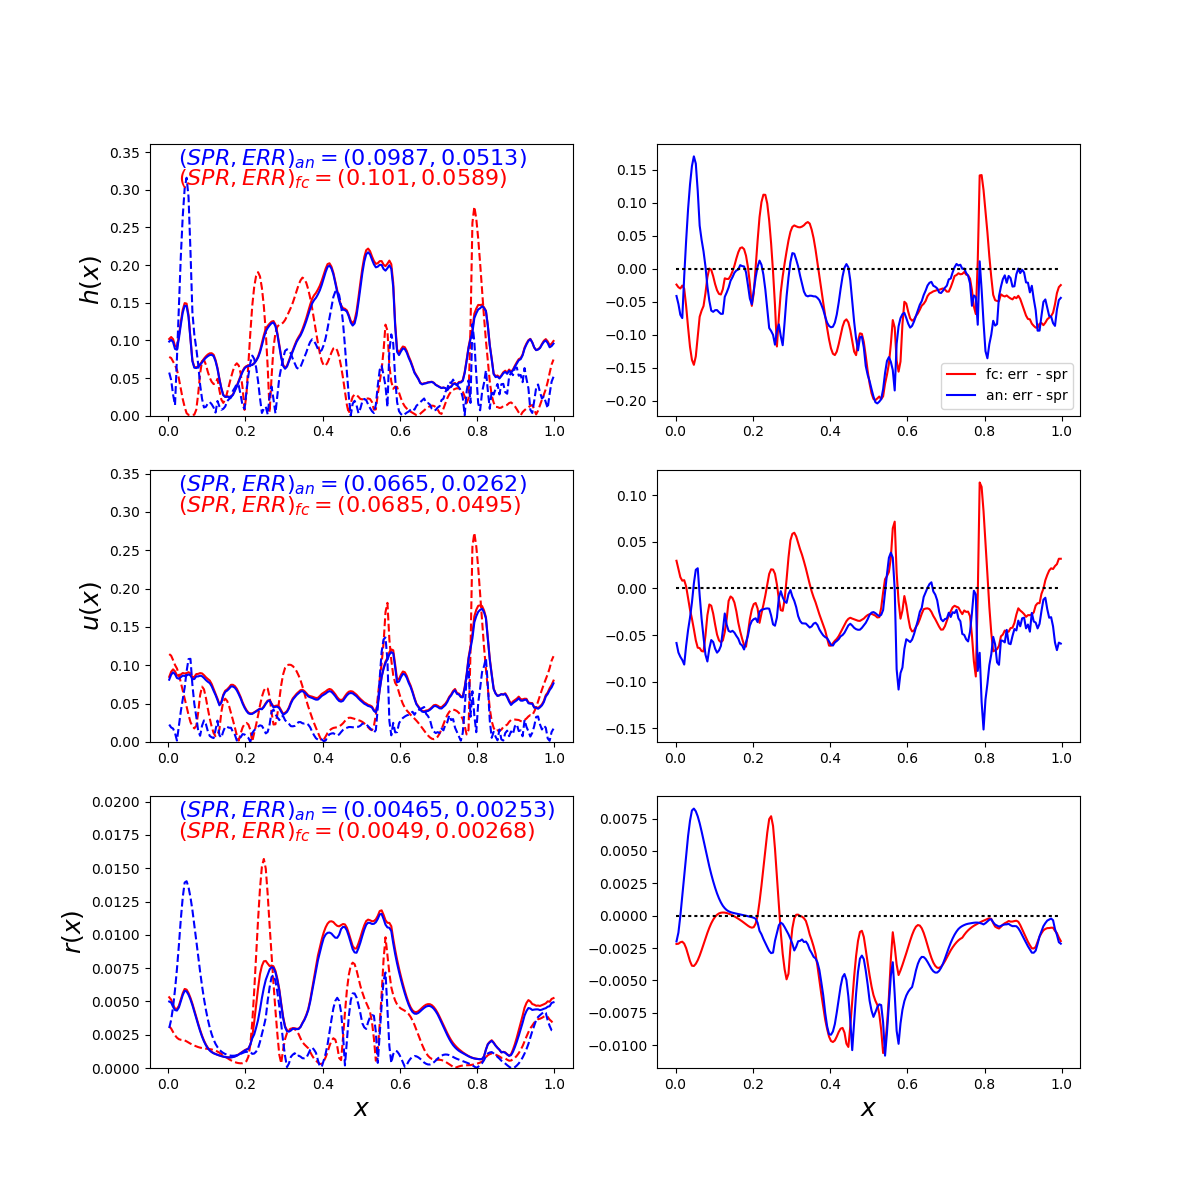 (SPR, ERR)an = (0.0987, 0.0513)
(SPR, ERR)fc = (0.101, 0.0589)
h(x)
0.35
0.30
0.25
0.20
0.15
0.10
0.05
0.00
0.0 0.2 0.4 0.6 0.8 1.0
0.15
0.10
0.05
0.00
−0.05
−0.10
−0.15
−0.20
fc: err - spr
an: err - spr
0.0 0.2 0.4 0.6 0.8 1.0
(SPR, ERR)an = (0.0665, 0.0262)
(SPR, ERR)fc = (0.0685, 0.0495)
u(x)
0.35
0.30
0.25
0.20
0.15
0.10
0.05
0.00
0.0 0.2 0.4 0.6 0.8 1.0
0.10
0.05
0.00
−0.05
−0.10
−0.15
0.0 0.2 0.4 0.6 0.8 1.0
(SPR, ERR)an = (0.00465, 0.00253)
(SPR, ERR)fc = (0.0049, 0.00268)
r(x)
0.0200
0.0175
0.0150
0.0125
0.0100
0.0075
0.0050
0.0025
0.0000
0.0 0.2 0.4 0.6 0.8 1.0
x
0.0075
0.0050
0.0025
0.0000
−0.0025
−0.0050
−0.0075
−0.0100
0.0 0.2 0.4 0.6 0.8 1.0
x